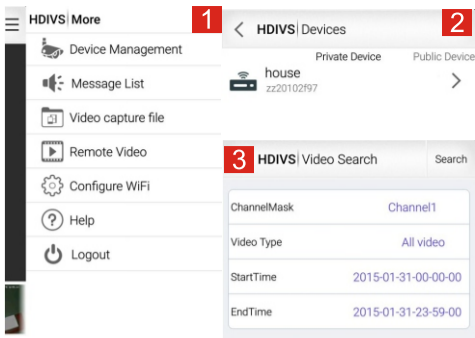 HDIVS More
1
Device Management
Message List
Video capture file
Remote Video
Configure WiFi
? Help
Logout
HDIVS Devices
2
Private Device Public Device
house
zz20102f97
3
HDIVS Video Search Search
ChannelMask Channel1
Video Type All video
StartTime 2015-01-31-00-00-00
EndTime 2015-01-31-23-59-00